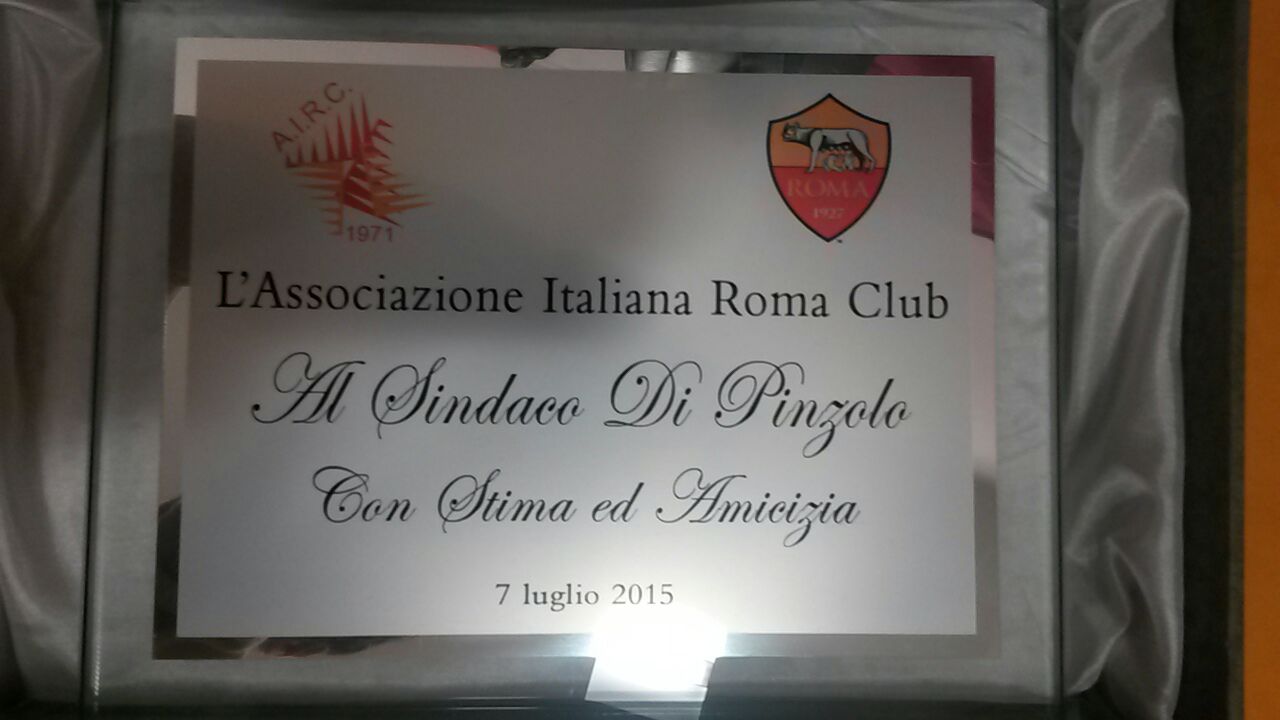 A.I.R.C.
1971
ROMA
1927
L'Associazione Italiana Roma Club
Al Sindaco Di Pinzolo
Con Stima ed Amicizia
7 luglio 2015